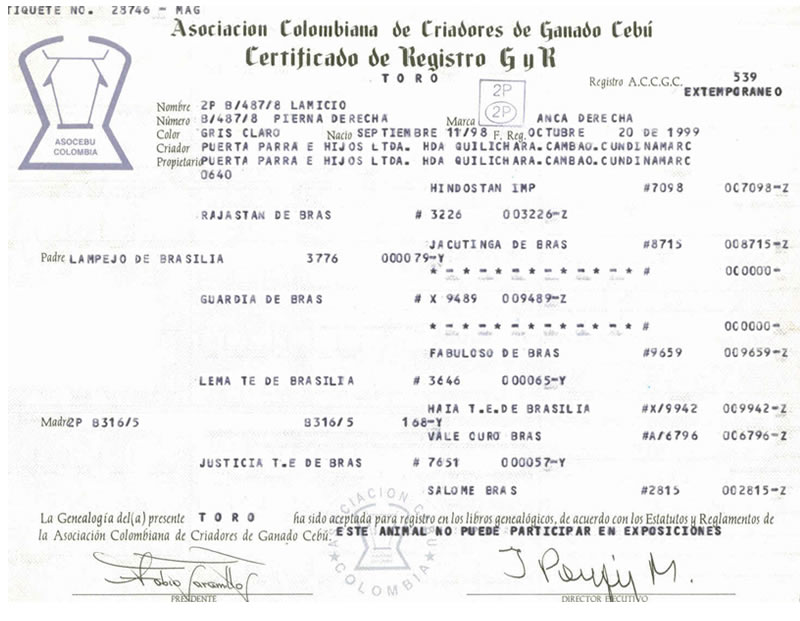 TIQUETE NO. 23746 - MAG
Asociacion Colombiana de Criadores de Ganado Cebú
Certificado de Registro G y R
TORO
Registro A.C.C.G.C. 539
EXTEMPORANEO
ASOCEBU
COLOMBIA
2P
2P
Nombre 2P B/487/8 LAMICIO
Número B/487/8 PIERNA DERECHA Marca ANCA DERECHA
Color GRIS CLARO Nacio SEPTIEMBRE 11/98 F. Reg. OCTUBRE 20 DE 1999
Criador PUERTA PARRA E HIJOS LTDA. HDA QUILICHARA.CAMBAO.CUNDINAMARC
Propietario PUERTA PARRA E HIJOS LTDA. HDA QUILICHARA.CAMBAO.CUNDINAMARC
0640
HINDOSTAN IMP #7098 007098-Z
RAJASTAN DE BRAS # 3226 003226-Z
JACUTINGA DE BRAS #8715 008715-Z
Padre LAMPEJO DE BRASILIA 3776 000079-Y
* - * - * - * - * - * - * - * # 000000-
GUARDIA DE BRAS # X 9489 009489-Z
* - * - * - * - * - * - * - * # 000000-
FABULOSO DE BRAS #9659 009659-Z
LEMA TE DE BRASILIA # 3646 000065-Y
HAIA T.E.DE BRASILIA #X/9942 009942-Z
Madre 2P B316/5 B316/5 168-Y
VALE OURO BRAS #A/6796 006796-Z
JUSTICIA T.E DE BRAS # 7651 000057-Y
SALOME BRAS #2815 002815-Z
La Genealogía del(a) presente TORO ha sido aceptada para registro en los libros genealógicos, de acuerdo con los Estatutos y Reglamentos de
la Asociación Colombiana de Criadores de Ganado Cebú. ESTE ANIMAL NO PUEDE PARTICIPAR EN EXPOSICIONES
COLOMBIA
PRESIDENTE
DIRECTOR EJECUTIVO